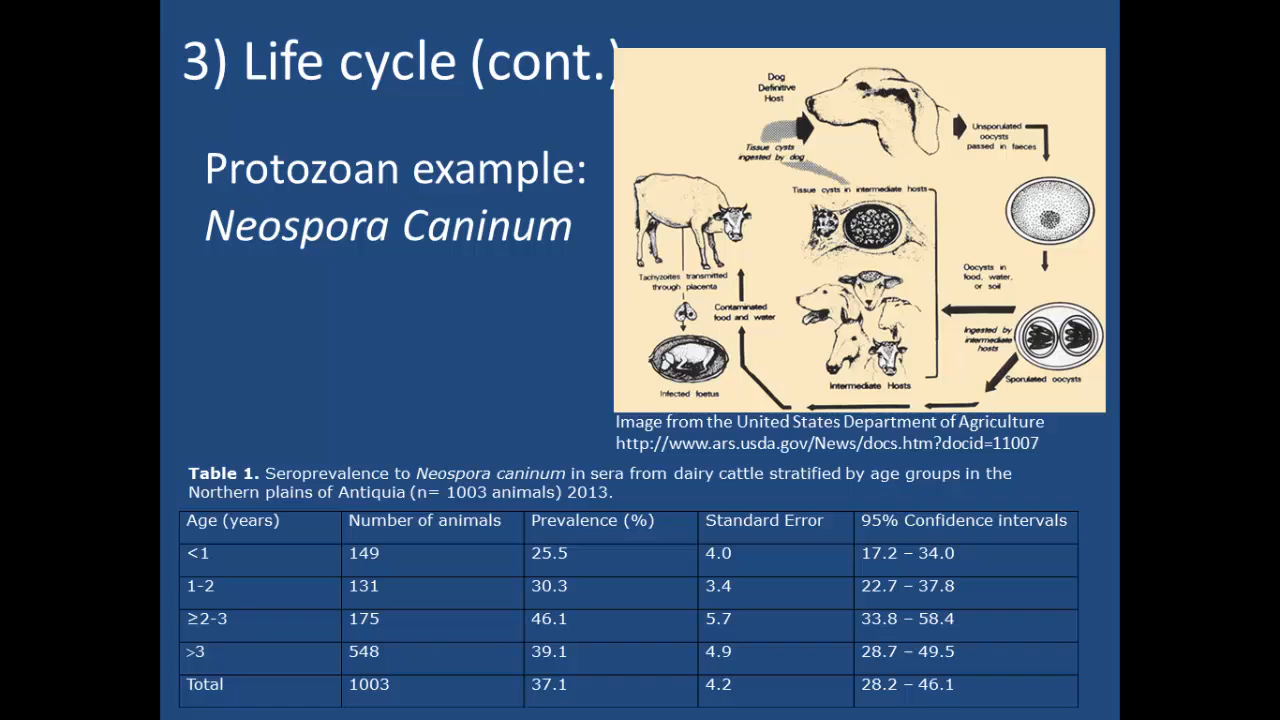 3) Life cycle (cont.)
Protozoan example:
Neospora Caninum
Dog
Definitive
Host
Unsporulated
oocysts
passed in faeces
Tissue cysts
ingested by dog
Tissue cysts in intermediate hosts
Oocysts in
food, water,
or soil
Tachyzoites transmitted
through placenta
Contaminated
food and water
Ingested by
intermediate
hosts
Sporulated oocysts
Intermediate Hosts
Infected foetus
Image from the United States Department of Agriculture
http://www.ars.usda.gov/News/docs.htm?docid=11007
Table 1. Seroprevalence to Neospora caninum in sera from dairy cattle stratified by age groups in the
Northern plains of Antiquia (n= 1003 animals) 2013.
Age (years) Number of animals Prevalence (%) Standard Error 95% Confidence intervals
<1 149 25.5 4.0 17.2 – 34.0
1-2 131 30.3 3.4 22.7 – 37.8
≥2-3 175 46.1 5.7 33.8 – 58.4
>3 548 39.1 4.9 28.7 – 49.5
Total 1003 37.1 4.2 28.2 – 46.1